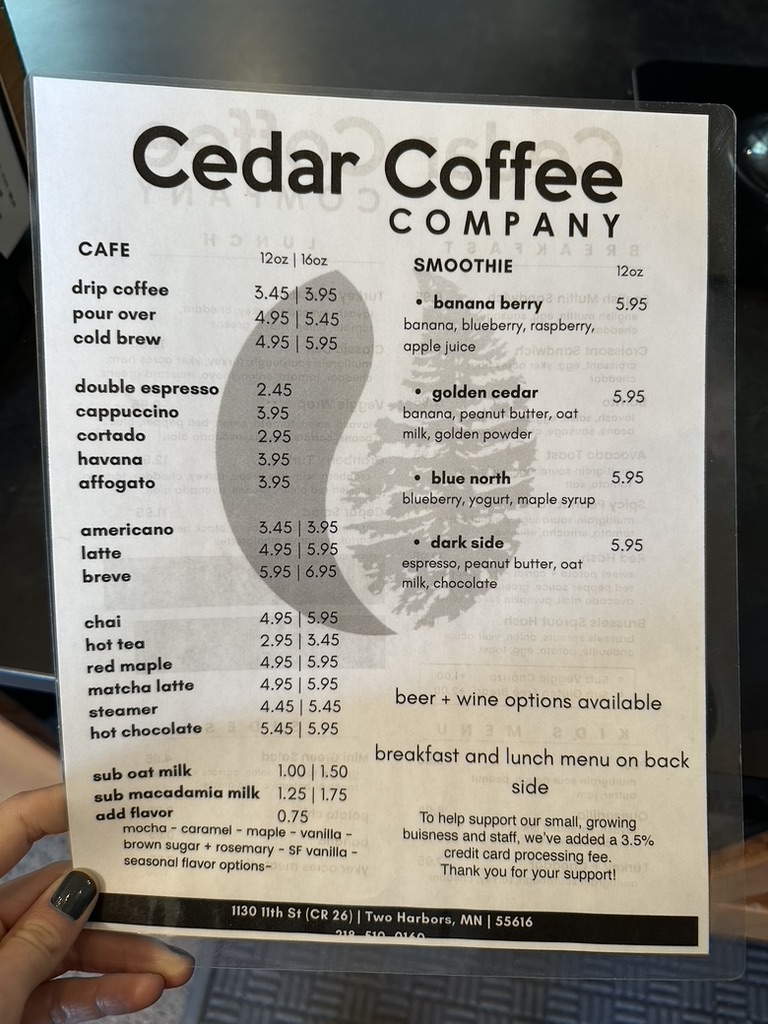 Cedar Coffee
COMPANY
CAFE
12oz | 16oz
drip coffee 3.45 | 3.95
pour over 4.95 | 5.45
cold brew 4.95 | 5.95
double espresso 2.45
cappuccino 3.95
cortado 2.95
havana 3.95
affogato 3.95
americano 3.45 | 3.95
latte 4.95 | 5.95
breve 5.95 | 6.95
chai 4.95 | 5.95
hot tea 2.95 | 3.45
red maple 4.95 | 5.95
matcha latte 4.95 | 5.95
steamer 4.45 | 5.45
hot chocolate 5.45 | 5.95
sub oat milk 1.00 | 1.50
sub macadamia milk 1.25 | 1.75
add flavor 0.75
mocha - caramel - maple - vanilla -
brown sugar + rosemary - SF vanilla -
seasonal flavor options-
SMOOTHIE 12oz
• banana berry 5.95
banana, blueberry, raspberry,
apple juice
• golden cedar 5.95
banana, peanut butter, oat
milk, golden powder
• blue north 5.95
blueberry, yogurt, maple syrup
• dark side 5.95
espresso, peanut butter, oat
milk, chocolate
beer + wine options available
breakfast and lunch menu on back
side
To help support our small, growing
buisness and staff, we've added a 3.5%
credit card processing fee.
Thank you for your support!
1130 11th St (CR 26) | Two Harbors, MN | 55616